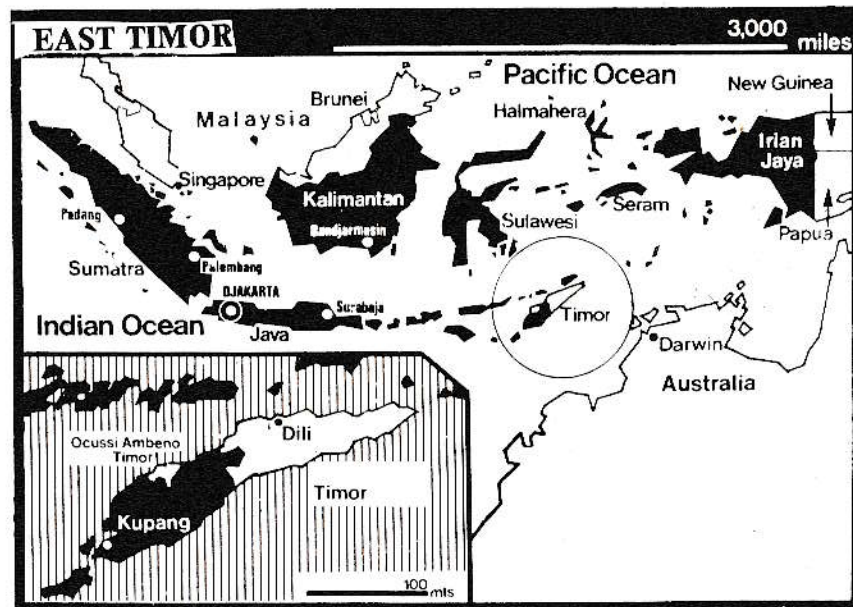 EAST TIMOR
3,000
miles
Pacific Ocean
New Guinea
Brunei
Halmahera
Malaysia
Irian
Jaya
Singapore
Kalimantan
Seram
Padang
Bandjarmasin
Sulawesi
Papua
Sumatra
Palembang
DJAKARTA
Surabaja
Timor
Indian Ocean
Java
Darwin
Australia
Dili
Ocussi Ambeno
Timor
Timor
Kupang
100
mls